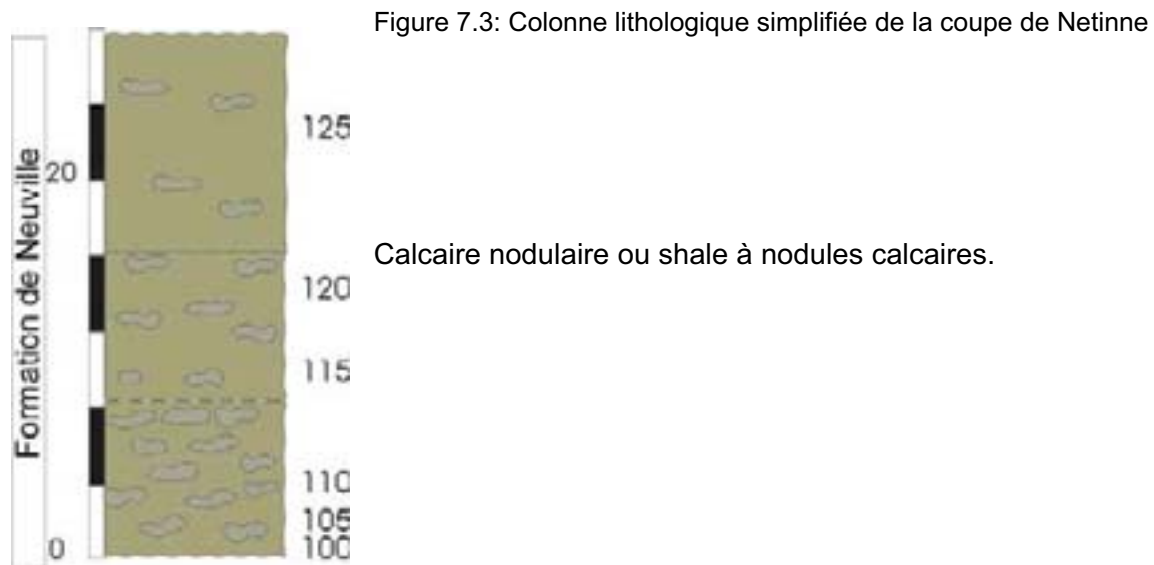 Figure 7.3: Colonne lithologique simplifiée de la coupe de Netinne
Formation de Neuville
20
0
125
120
115
110
105
100
Calcaire nodulaire ou shale à nodules calcaires.